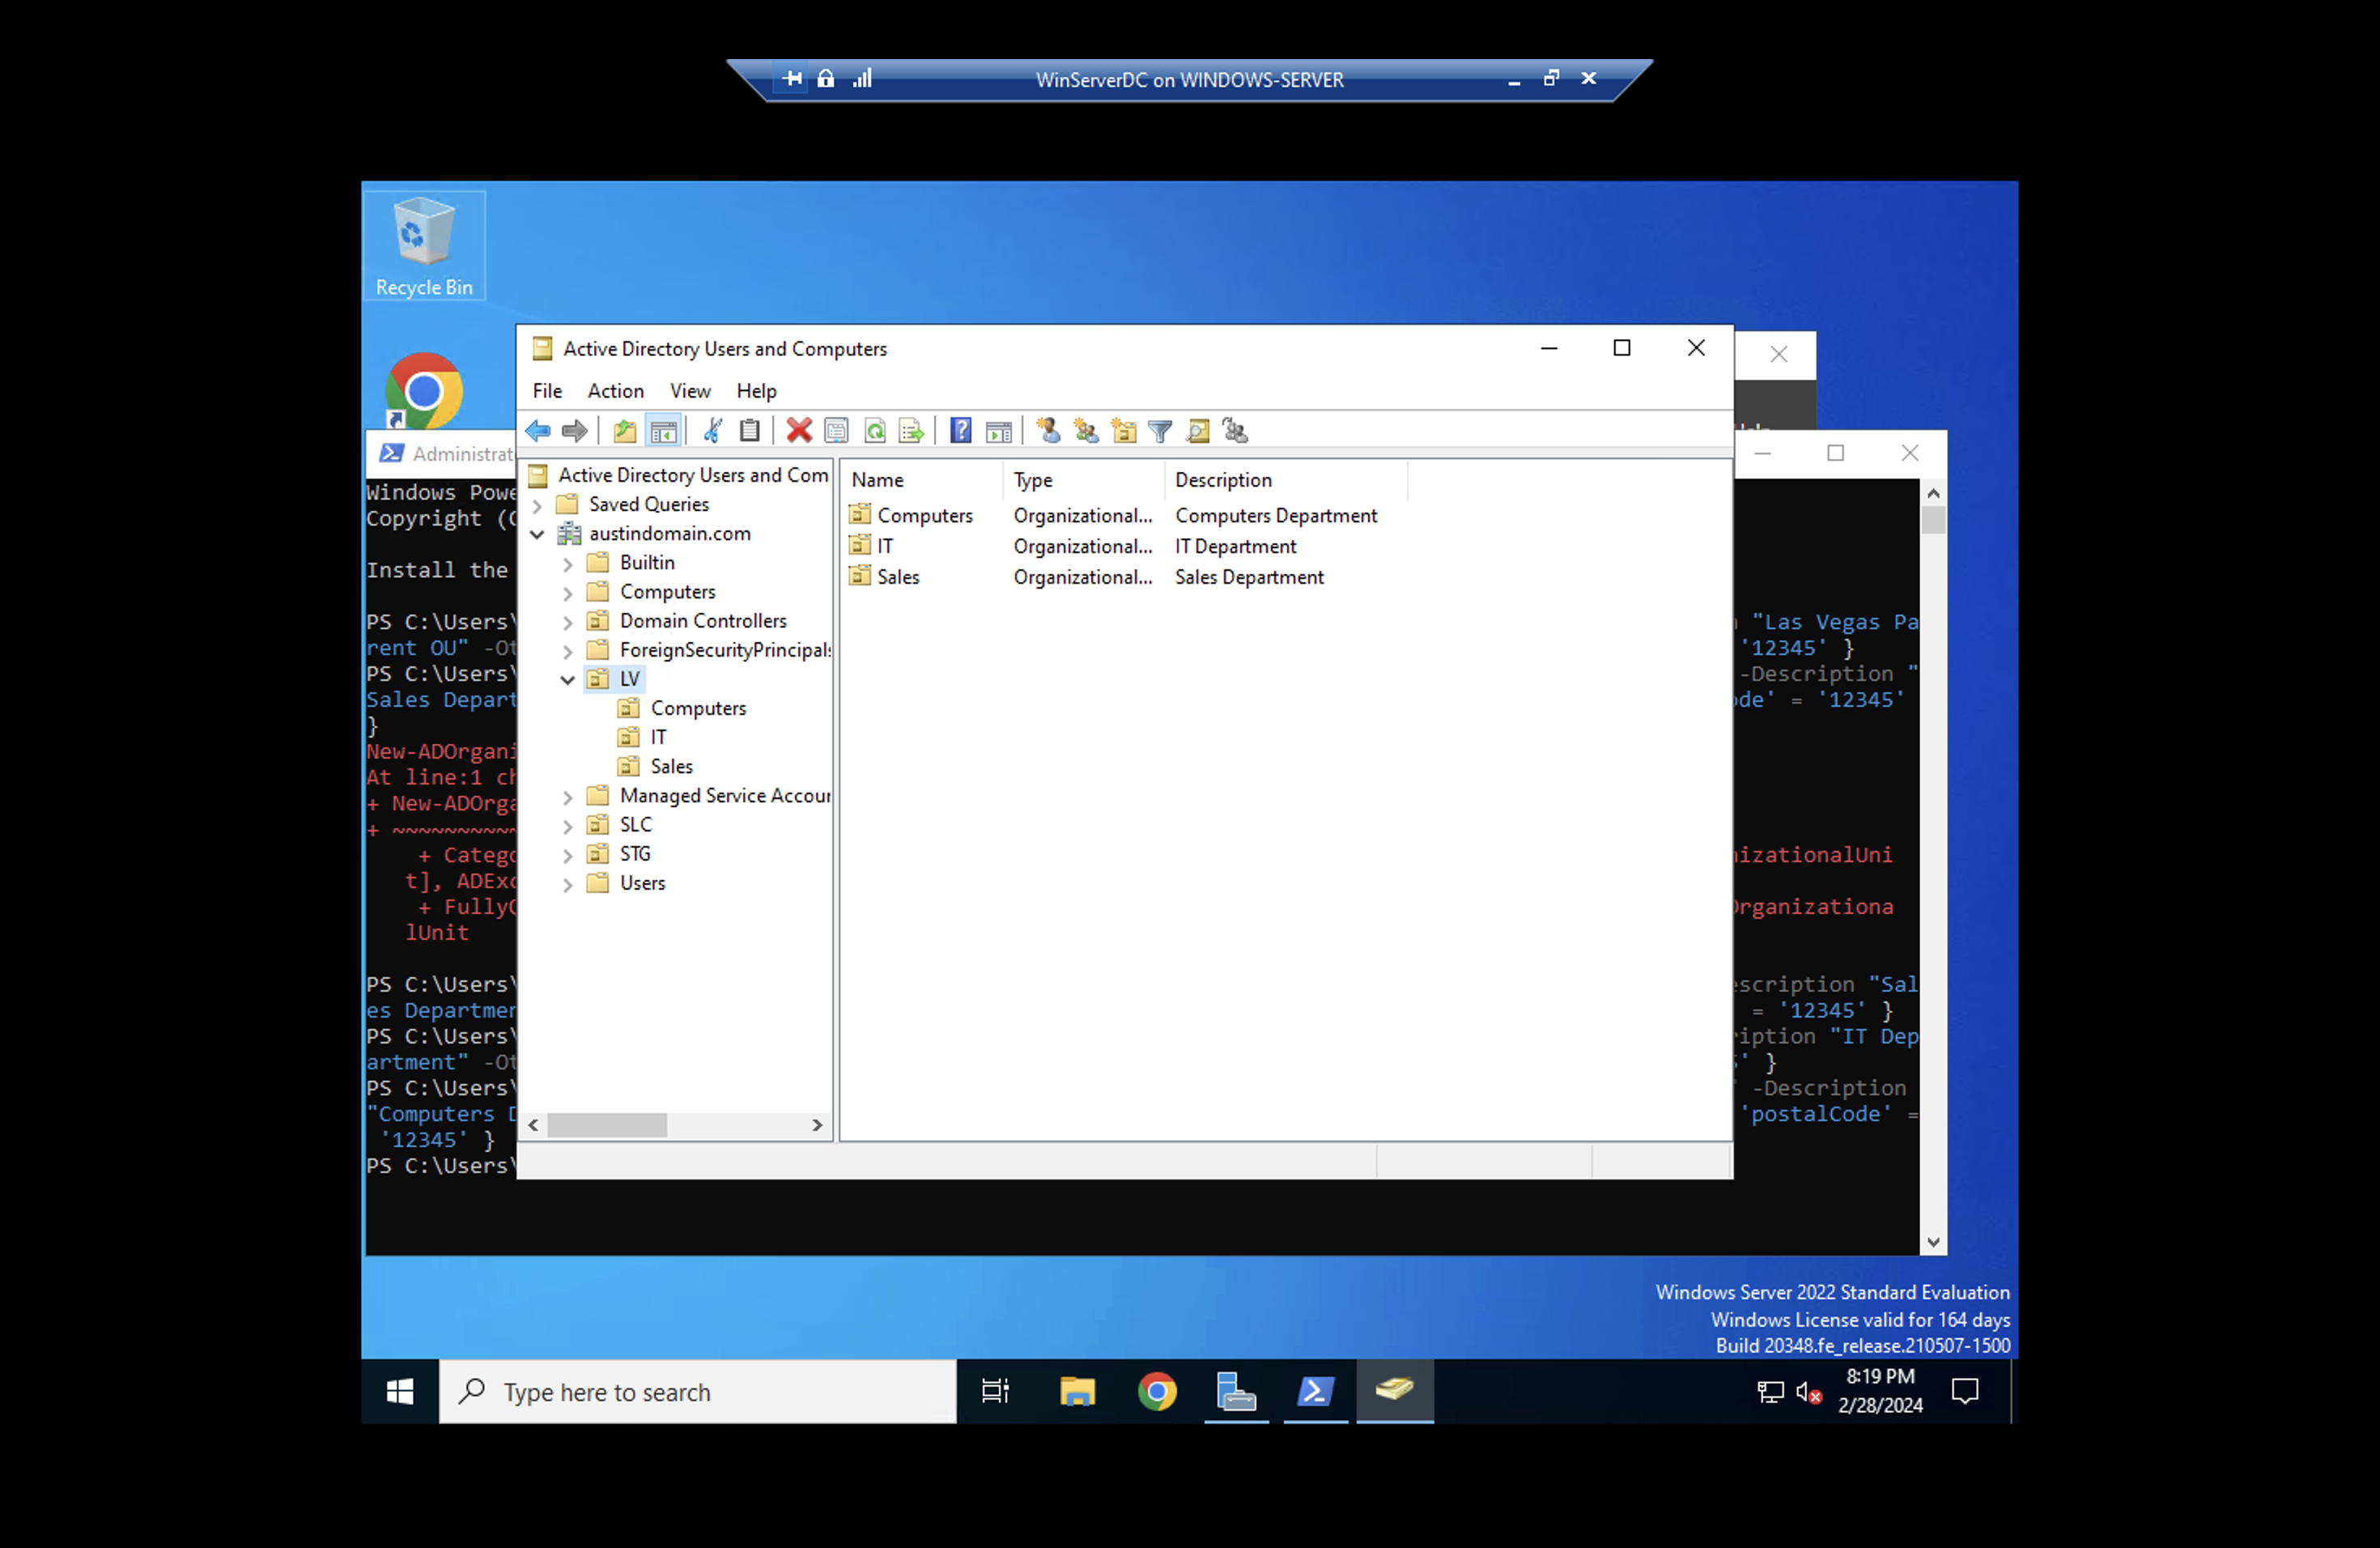 WinServerDC on WINDOWS-SERVER
Recycle Bin
Active Directory Users and Computers
File Action View Help
Administrat
Windows Powe
Copyright (C
Install the
PS C:\Users\
rent OU" -Ot
PS C:\Users\
Sales Depart
}
New-ADOrgani
At line:1 ch
+ New-ADOrga
+ ~~~~~~~~~~
+ Catego
t], ADExc
+ FullyQ
lUnit
PS C:\Users\
es Departmen
PS C:\Users\
artment" -Ot
PS C:\Users\
"Computers D
'12345' }
PS C:\Users\
Active Directory Users and Com
Saved Queries
austindomain.com
Builtin
Computers
Domain Controllers
ForeignSecurityPrincipals
LV
Computers
IT
Sales
Managed Service Accour
SLC
STG
Users
Name Type Description
Computers Organizational... Computers Department
IT Organizational... IT Department
Sales Organizational... Sales Department
"Las Vegas Pa
'12345' }
-Description "
ode' = '12345'
nizationalUni
Organizationa
escription "Sal
= '12345' }
ription "IT Dep
' }
-Description
'postalCode' =
Windows Server 2022 Standard Evaluation
Windows License valid for 164 days
Build 20348.fe_release.210507-1500
Type here to search
8:19 PM
2/28/2024